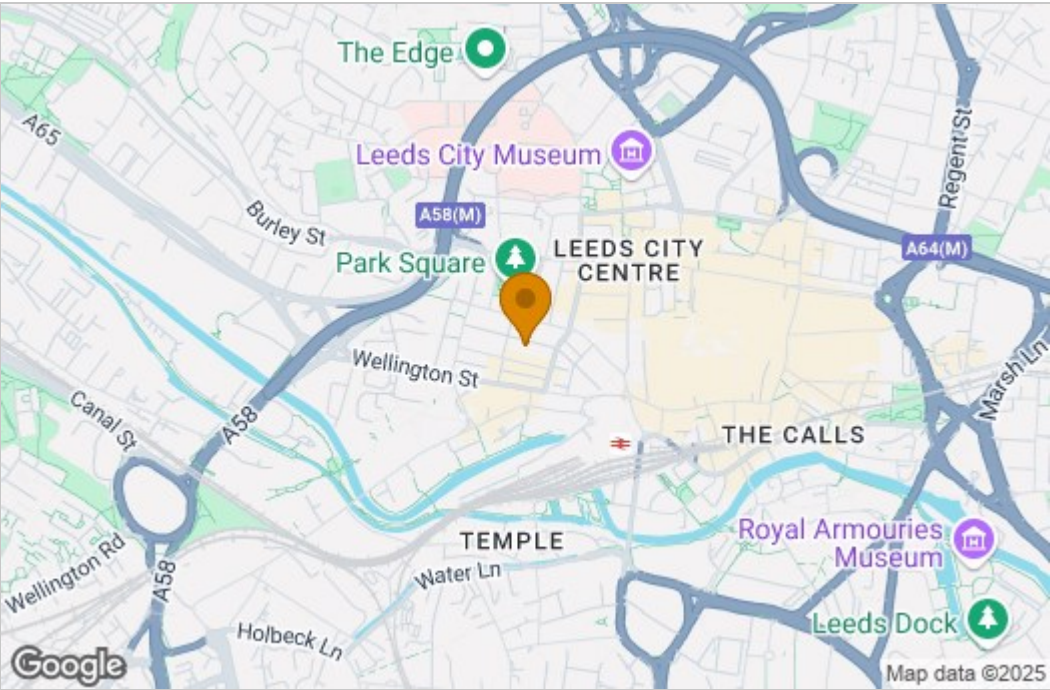 The Edge
A65
Leeds City Museum
Regent St
Burley St
A58(M)
Park Square
LEEDS CITY
CENTRE
A64(M)
Wellington St
Marsh Ln
Canal St
A58
THE CALLS
Wellington Rd
TEMPLE
Royal Armouries
Museum
Water Ln
A58
Leeds Dock
Holbeck Ln
Google
Map data ©2025